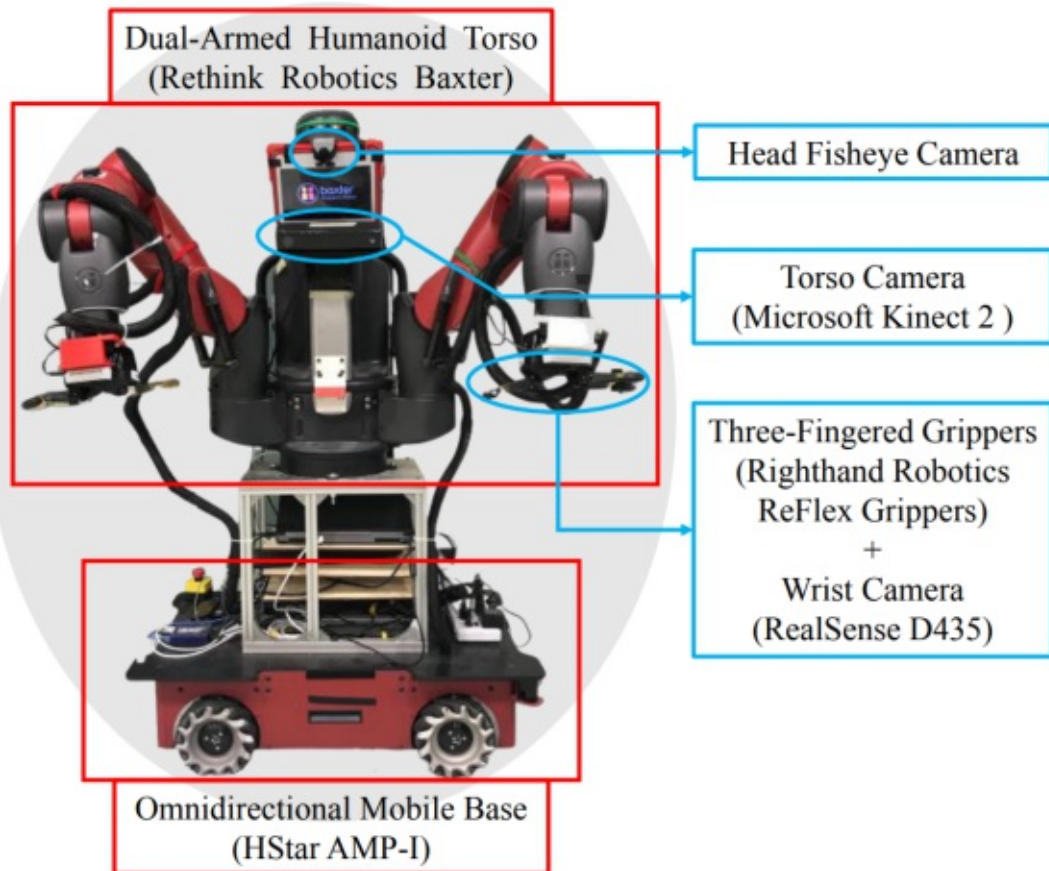 Dual-Armed Humanoid Torso
(Rethink Robotics Baxter)
baxter
Head Fisheye Camera
Torso Camera
(Microsoft Kinect 2 )
Three-Fingered Grippers
(Righthand Robotics
ReFlex Grippers)
+
Wrist Camera
(RealSense D435)
Omnidirectional Mobile Base
(HStar AMP-I)